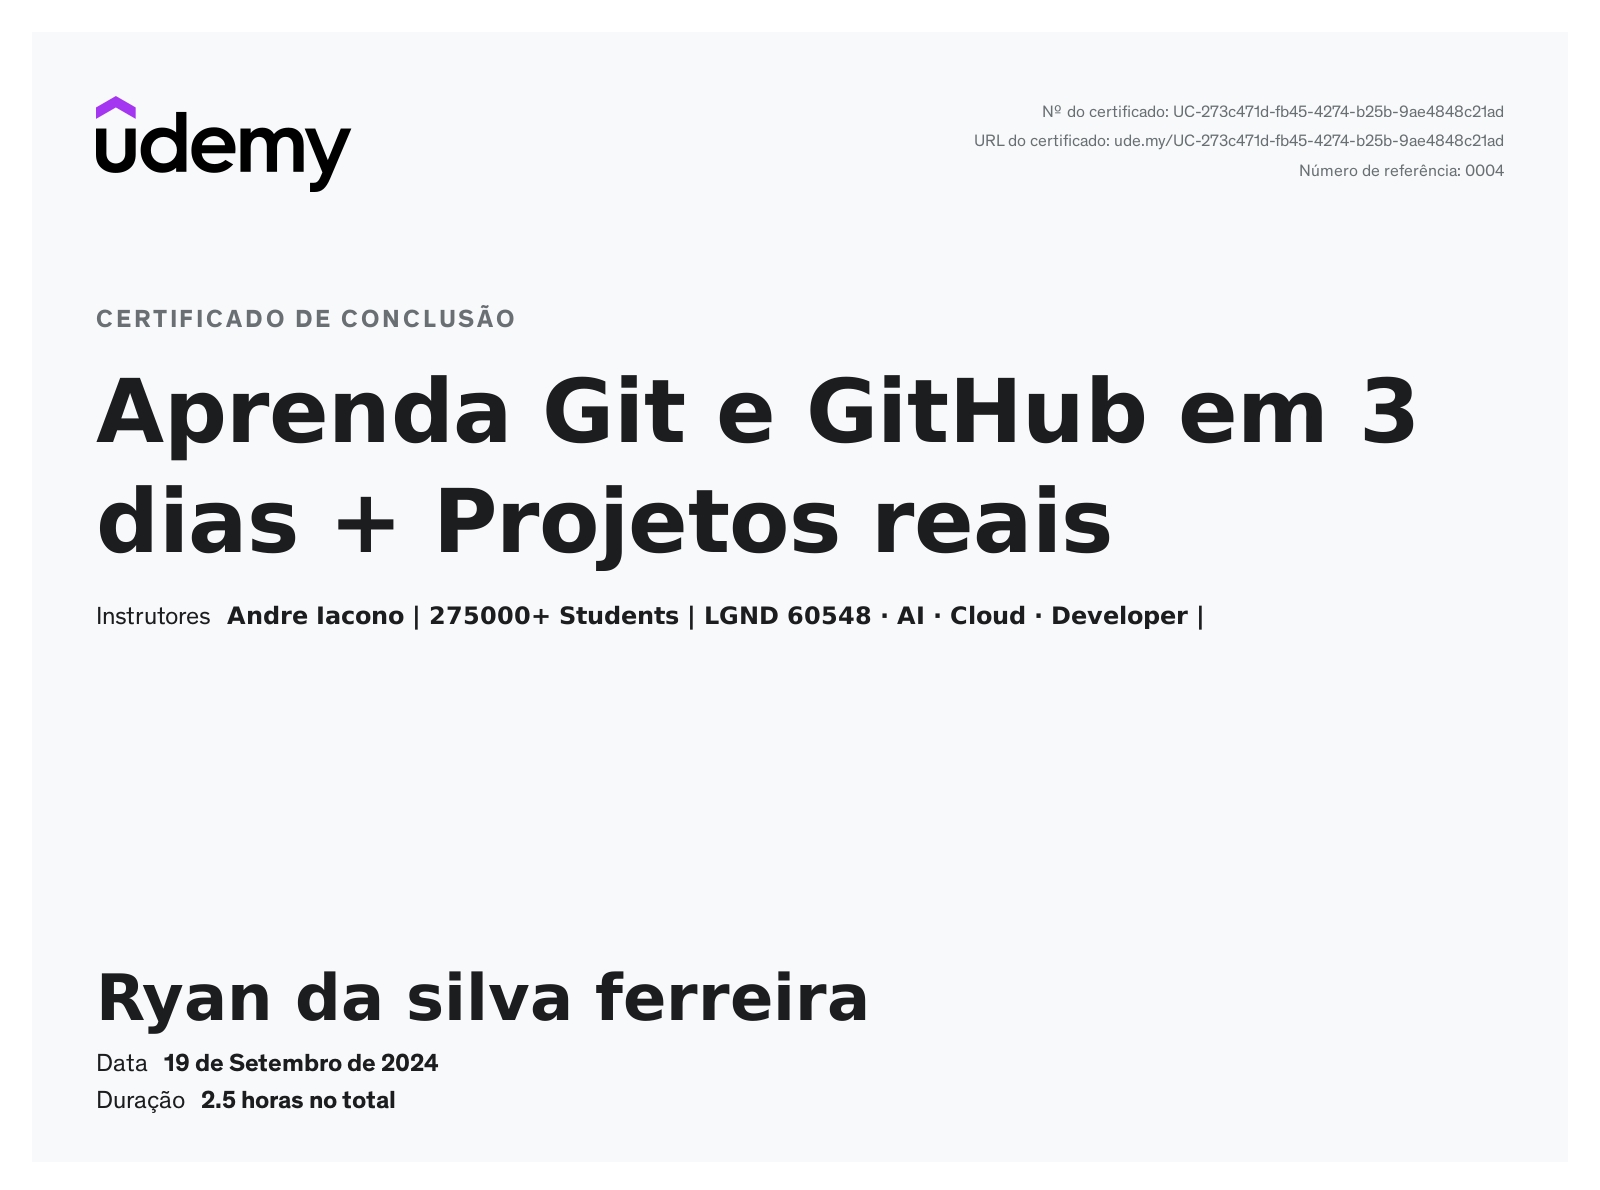 udemy
Nº do certificado: UC-273c471d-fb45-4274-b25b-9ae4848c21ad
URL do certificado: ude.my/UC-273c471d-fb45-4274-b25b-9ae4848c21ad
Número de referência: 0004
CERTIFICADO DE CONCLUSÃO
Aprenda Git e GitHub em 3
dias + Projetos reais
Instrutores Andre Iacono | 275000+ Students | LGND 60548 · AI · Cloud · Developer |
Ryan da silva ferreira
Data 19 de Setembro de 2024
Duração 2.5 horas no total